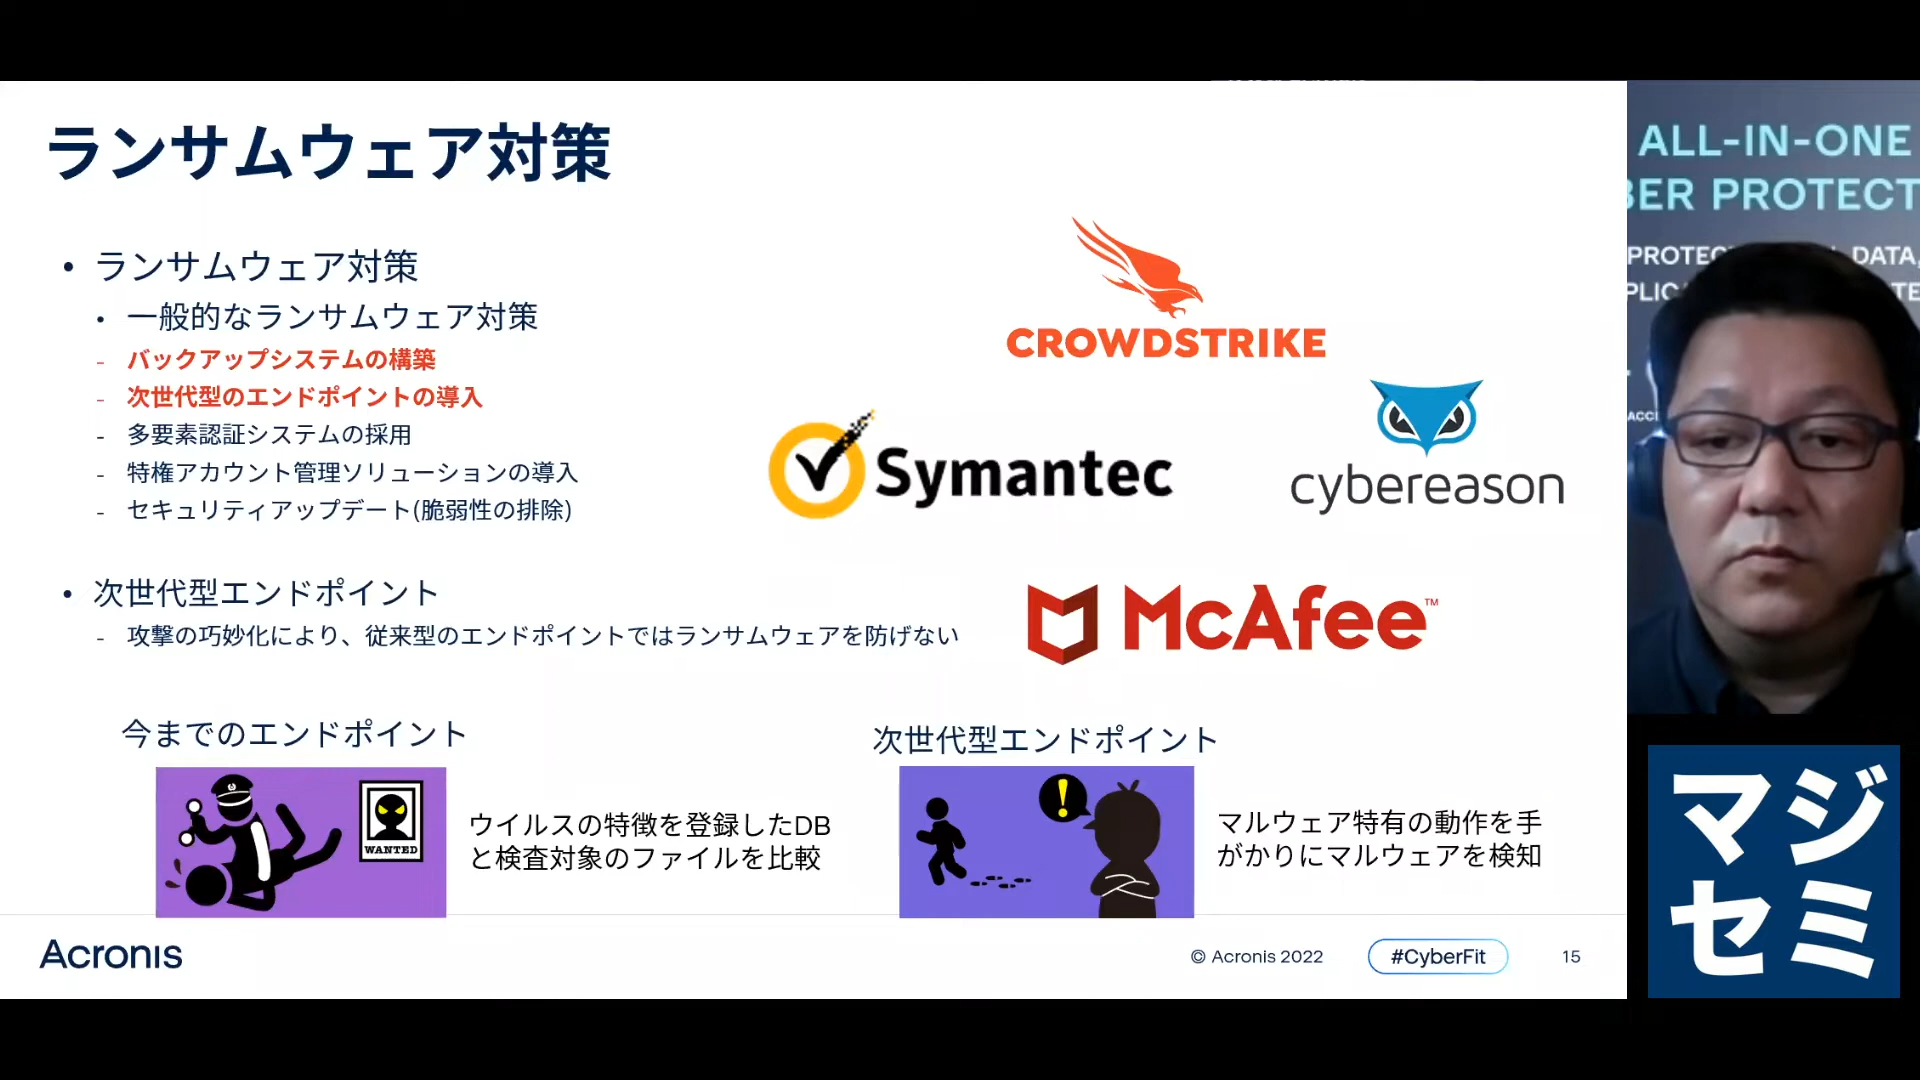 ランサムウェア対策
• ランサムウェア対策
• 一般的なランサムウェア対策
- バックアップシステムの構築
- 次世代型のエンドポイントの導入
- 多要素認証システムの採用
- 特権アカウント管理ソリューションの導入
- セキュリティアップデート(脆弱性の排除)
• 次世代型エンドポイント
- 攻撃の巧妙化により、従来型のエンドポイントではランサムウェアを防げない
CROWDSTRIKE
Symantec
cybereason
McAfee™
今までのエンドポイント
WANTED
ウイルスの特徴を登録したDB
と検査対象のファイルを比較
次世代型エンドポイント
!
マルウェア特有の動作を手
がかりにマルウェアを検知
Acronis
© Acronis 2022
#CyberFit
15
ALL-IN-ONE
BER PROTECT
PROTEC DATA,
PLIC TE
ACC
マジ
セミ